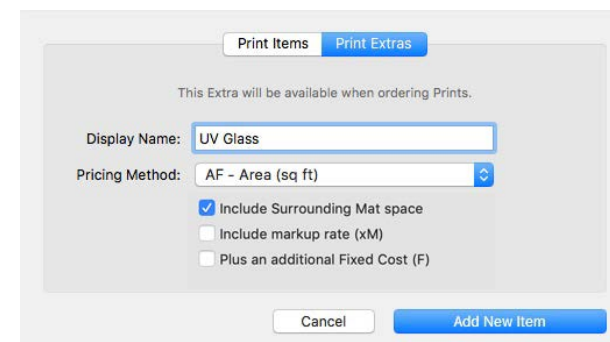 Print Items Print Extras
This Extra will be available when ordering Prints.
Display Name: UV Glass
Pricing Method: AF - Area (sq ft)
Include Surrounding Mat space
Include markup rate (xM)
Plus an additional Fixed Cost (F)
Cancel Add New Item